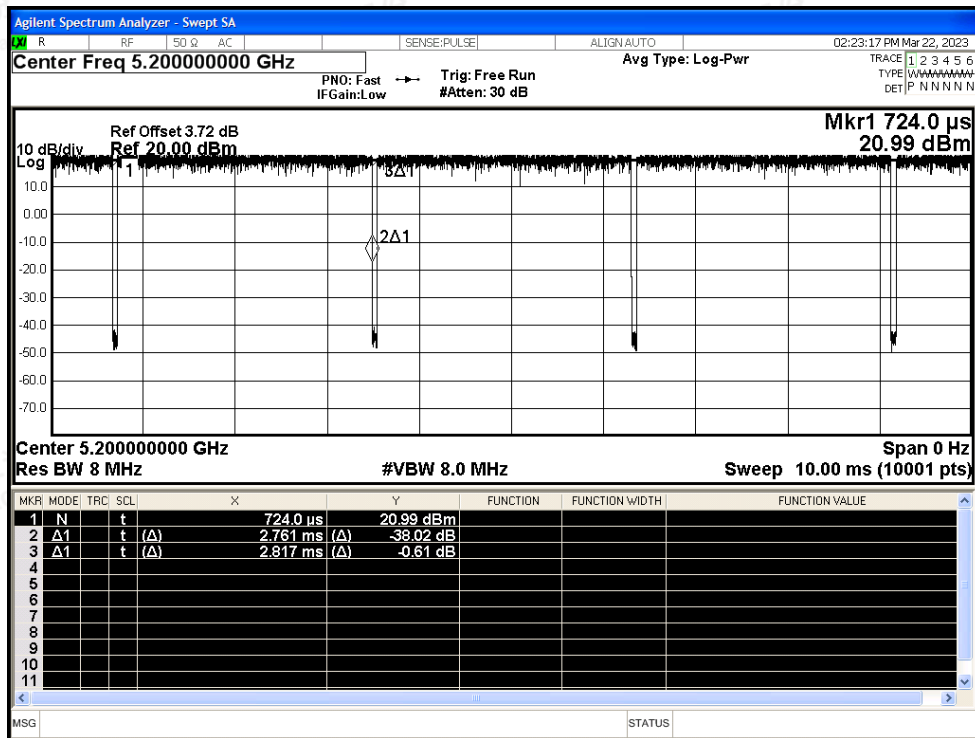 Agilent Spectrum Analyzer - Swept SA
LXI R RF 50 Ω AC SENSE:PULSE ALIGN AUTO 02:23:17 PM Mar 22, 2023
Center Freq 5.200000000 GHz
PNO: Fast
IFGain:Low
Trig: Free Run
#Atten: 30 dB
Avg Type: Log-Pwr
TRACE 1 2 3 4 5 6
TYPE
DET P N N N N N
Mkr1 724.0 µs
20.99 dBm
Ref Offset 3.72 dB
10 dB/div Ref 20.00 dBm
Log
1
3Δ1
10.0
0.00
2Δ1
-10.0
-20.0
-30.0
-40.0
-50.0
-60.0
-70.0
Center 5.200000000 GHz Span 0 Hz
Res BW 8 MHz #VBW 8.0 MHz Sweep 10.00 ms (10001 pts)
MKR MODE TRC SCL X Y FUNCTION FUNCTION WIDTH FUNCTION VALUE
1 N t 724.0 µs 20.99 dBm
2 Δ1 t (Δ) 2.761 ms (Δ) -38.02 dB
3 Δ1 t (Δ) 2.817 ms (Δ) -0.61 dB
4
5
6
7
8
9
10
11
MSG STATUS